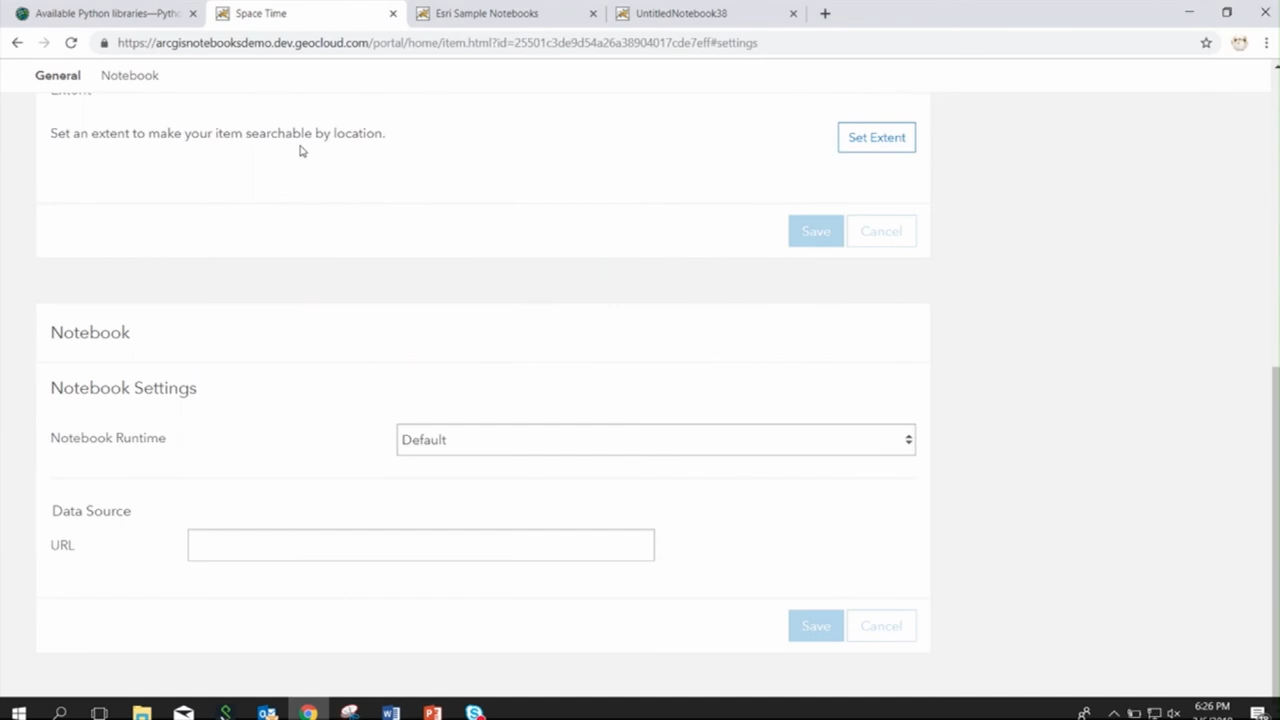 Available Python libraries—Pytho
Space Time
Esri Sample Notebooks
UntitledNotebook38
https://arcgisnotebooksdemo.dev.geocloud.com/portal/home/item.html?id=25501c3de9d54a26a38904017cde7eff#settings
General Notebook
Extent
Set an extent to make your item searchable by location.
Set Extent
Save Cancel
Notebook
Notebook Settings
Notebook Runtime
Default
Data Source
URL
Save Cancel
6:26 PM